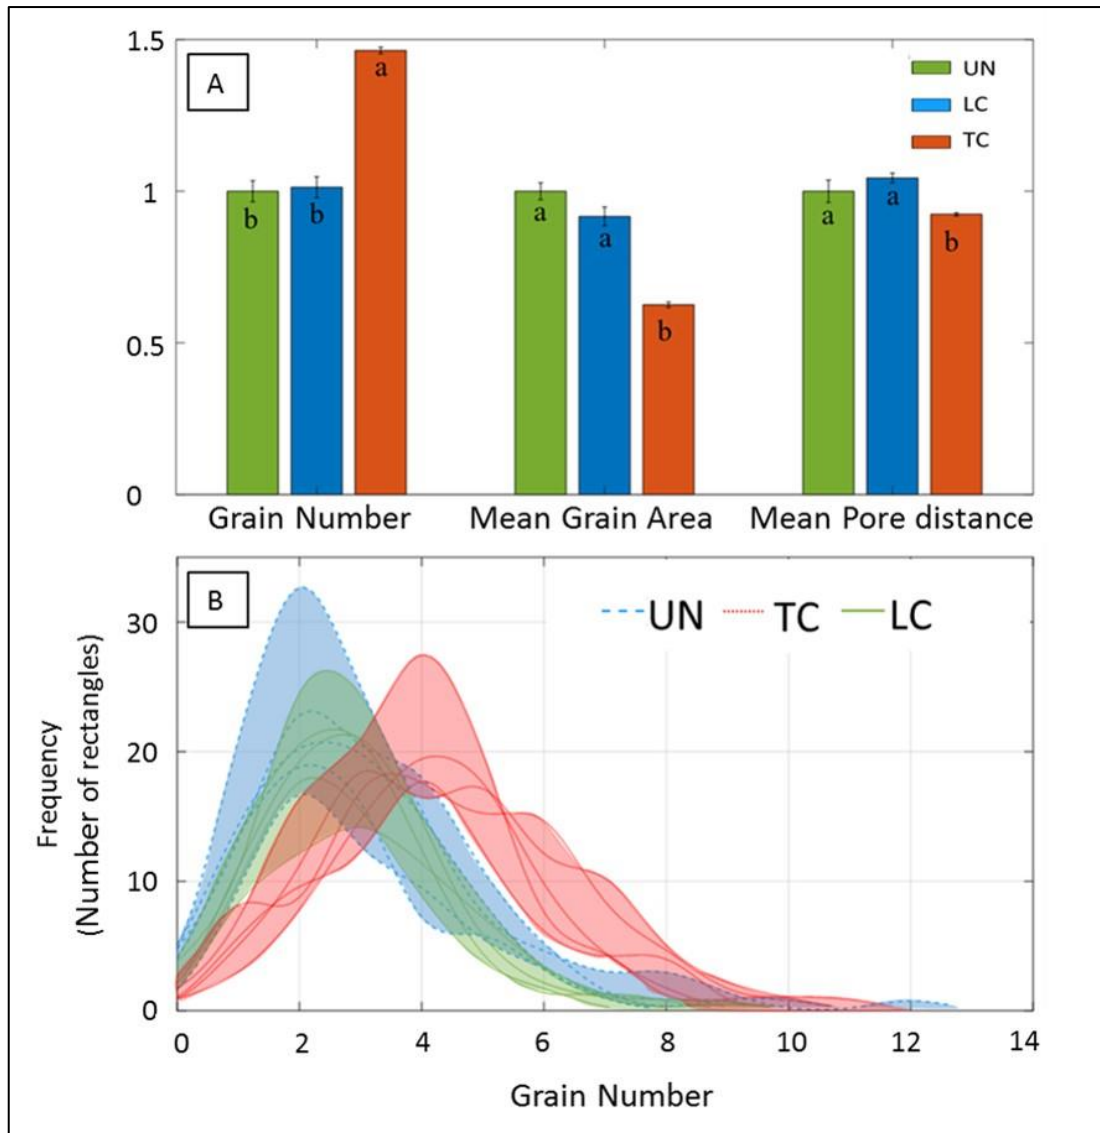 A
1.5
1
0.5
0
UN
LC
TC
b
b
a
a
a
b
a
a
b
Grain Number Mean Grain Area Mean Pore distance
B
UN TC LC
30
20
10
0
Frequency
(Number of rectangles)
0 2 4 6 8 10 12 14
Grain Number